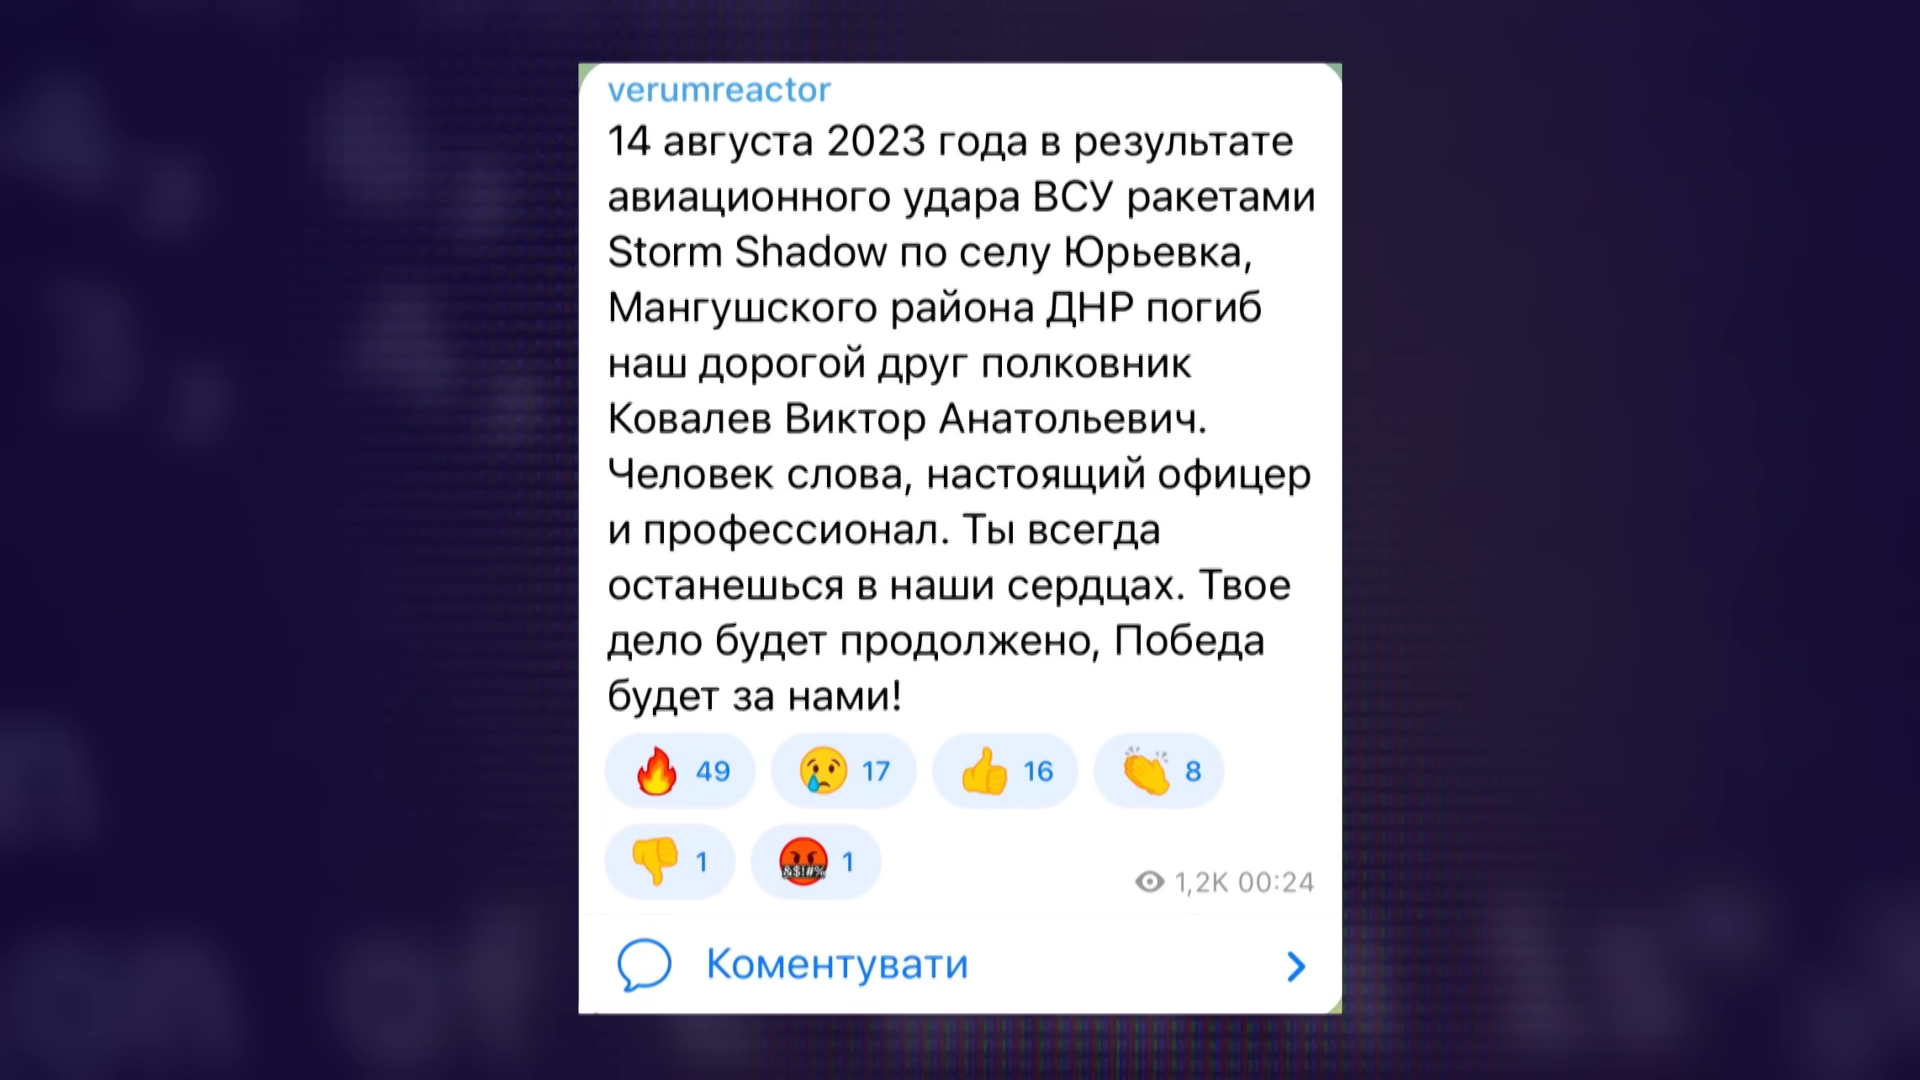 verumreactor
14 августа 2023 года в результате
авиационного удара ВСУ ракетами
Storm Shadow по селу Юрьевка,
Мангушского района ДНР погиб
наш дорогой друг полковник
Ковалев Виктор Анатольевич.
Человек слова, настоящий офицер
и профессионал. Ты всегда
останешься в наши сердцах. Твое
дело будет продолжено, Победа
будет за нами!
49 17 16 8
1 1
1,2K 00:24
Коментувати